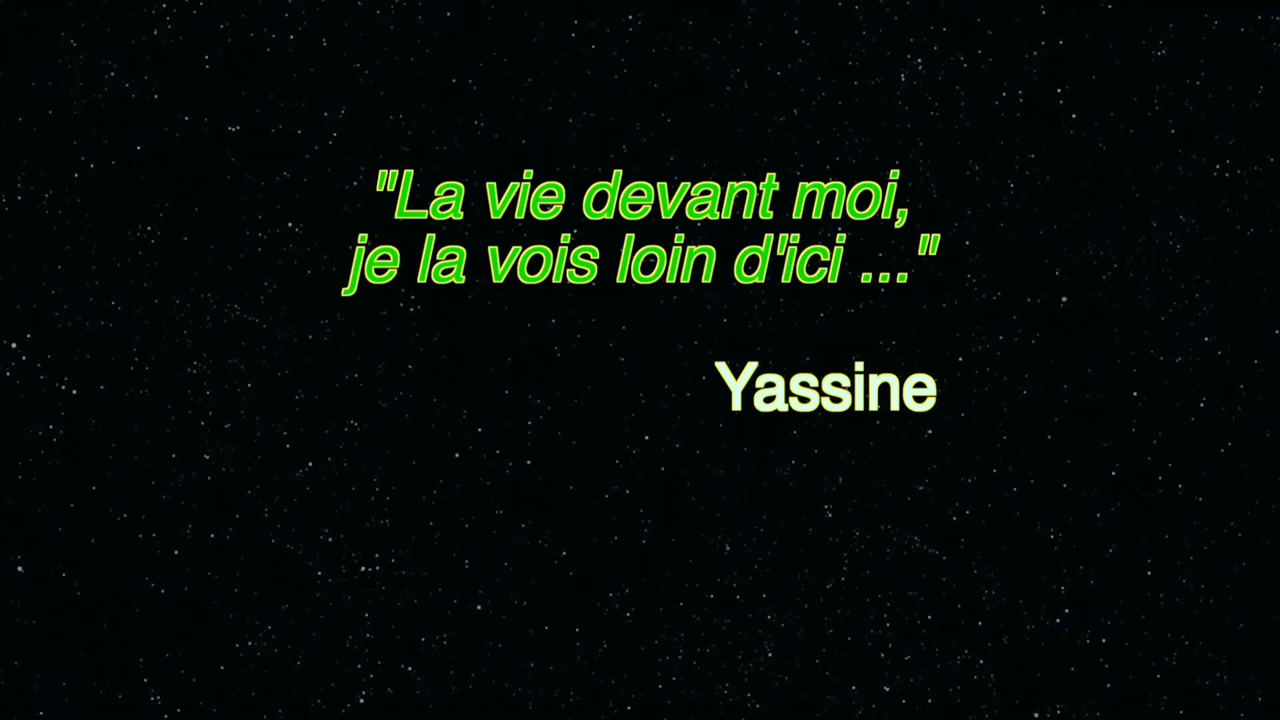 "La vie devant moi,
je la vois loin d'ici ..."
Yassine